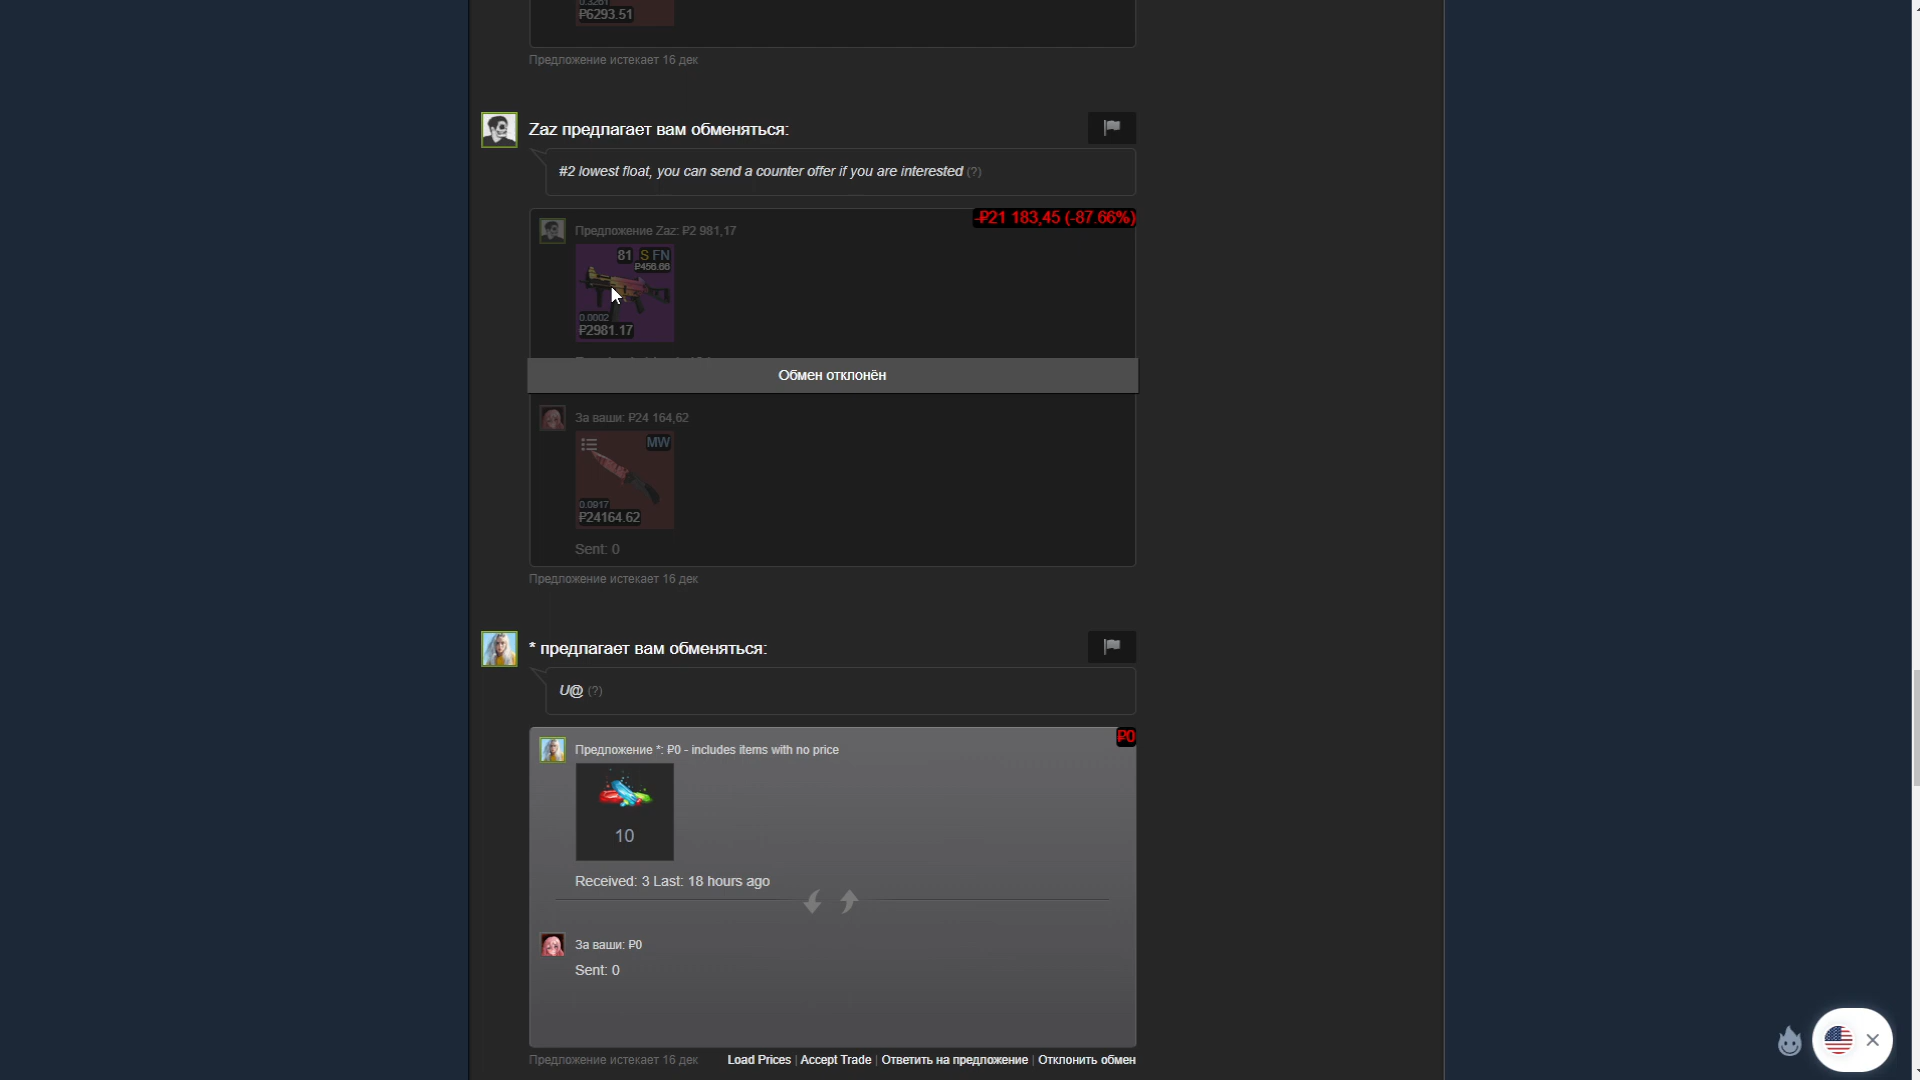 ₽6293.51
Предложение истекает 16 дек
Zaz предлагает вам обменяться:
#2 lowest float, you can send a counter offer if you are interested (?)
-₽21 183,45 (-87.66%)
Предложение Zaz: ₽2 981,17
81 S FN
₽456.66
0.0002
₽2981.17
Обмен отклонён
За ваши: ₽24 164,62
MW
0.0917
₽24164.62
Sent: 0
Предложение истекает 16 дек
* предлагает вам обменяться:
U@ (?)
₽0
Предложение *: ₽0 - includes items with no price
10
Received: 3 Last: 18 hours ago
За ваши: ₽0
Sent: 0
Предложение истекает 16 дек
Load Prices | Accept Trade | Ответить на предложение | Отклонить обмен